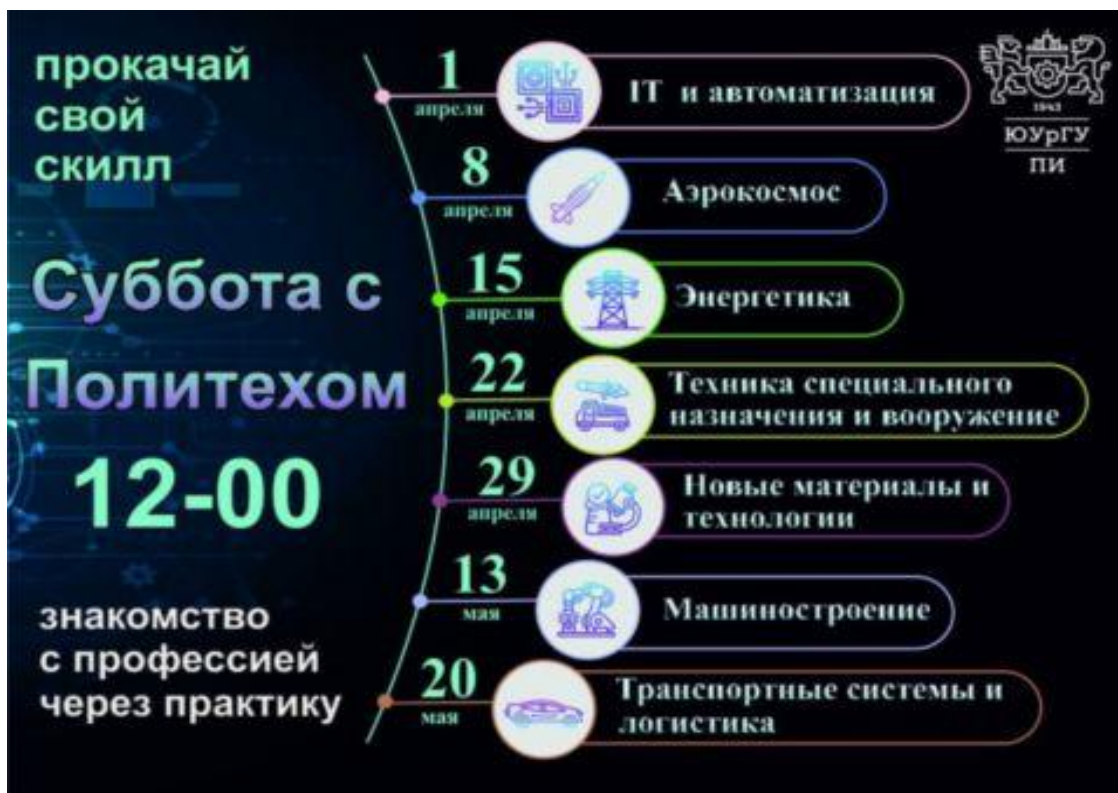 прокачай
свой
скилл
Суббота с
Политехом
12-00
знакомство
с профессией
через практику
1
апреля
IT и автоматизация
8
апреля
Аэрокосмос
15
апреля
Энергетика
22
апреля
Техника специального
назначения и вооружение
29
апреля
Новые материалы и
технологии
13
мая
Машиностроение
20
мая
Транспортные системы и
логистика
1943
ЮУрГУ
ПИ